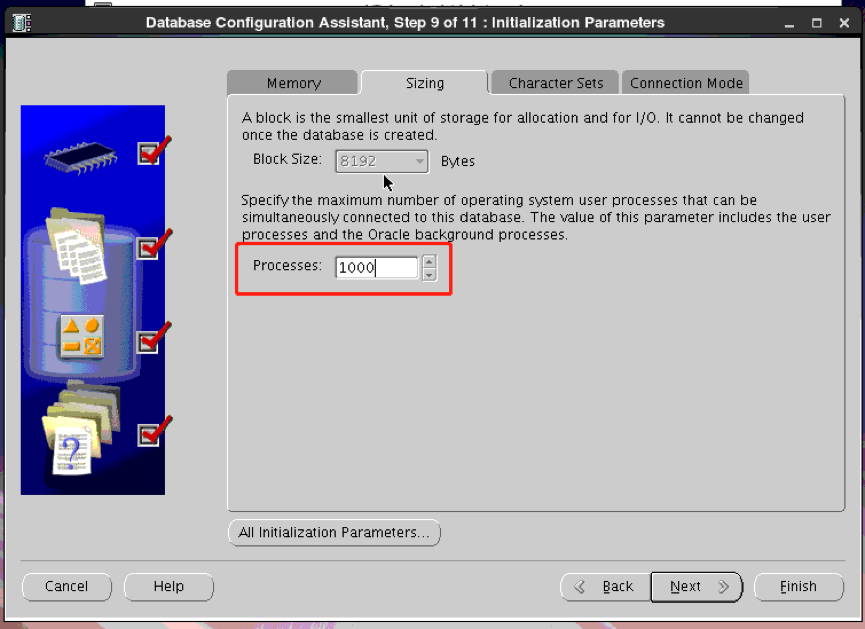 Database Configuration Assistant, Step 9 of 11 : Initialization Parameters
Memory
Sizing
Character Sets
Connection Mode
A block is the smallest unit of storage for allocation and for I/O. It cannot be changed
once the database is created.
Block Size: 8192 Bytes
Specify the maximum number of operating system user processes that can be
simultaneously connected to this database. The value of this parameter includes the user
processes and the Oracle background processes.
Processes: 1000
?
All Initialization Parameters...
Cancel
Help
Back
Next
Finish